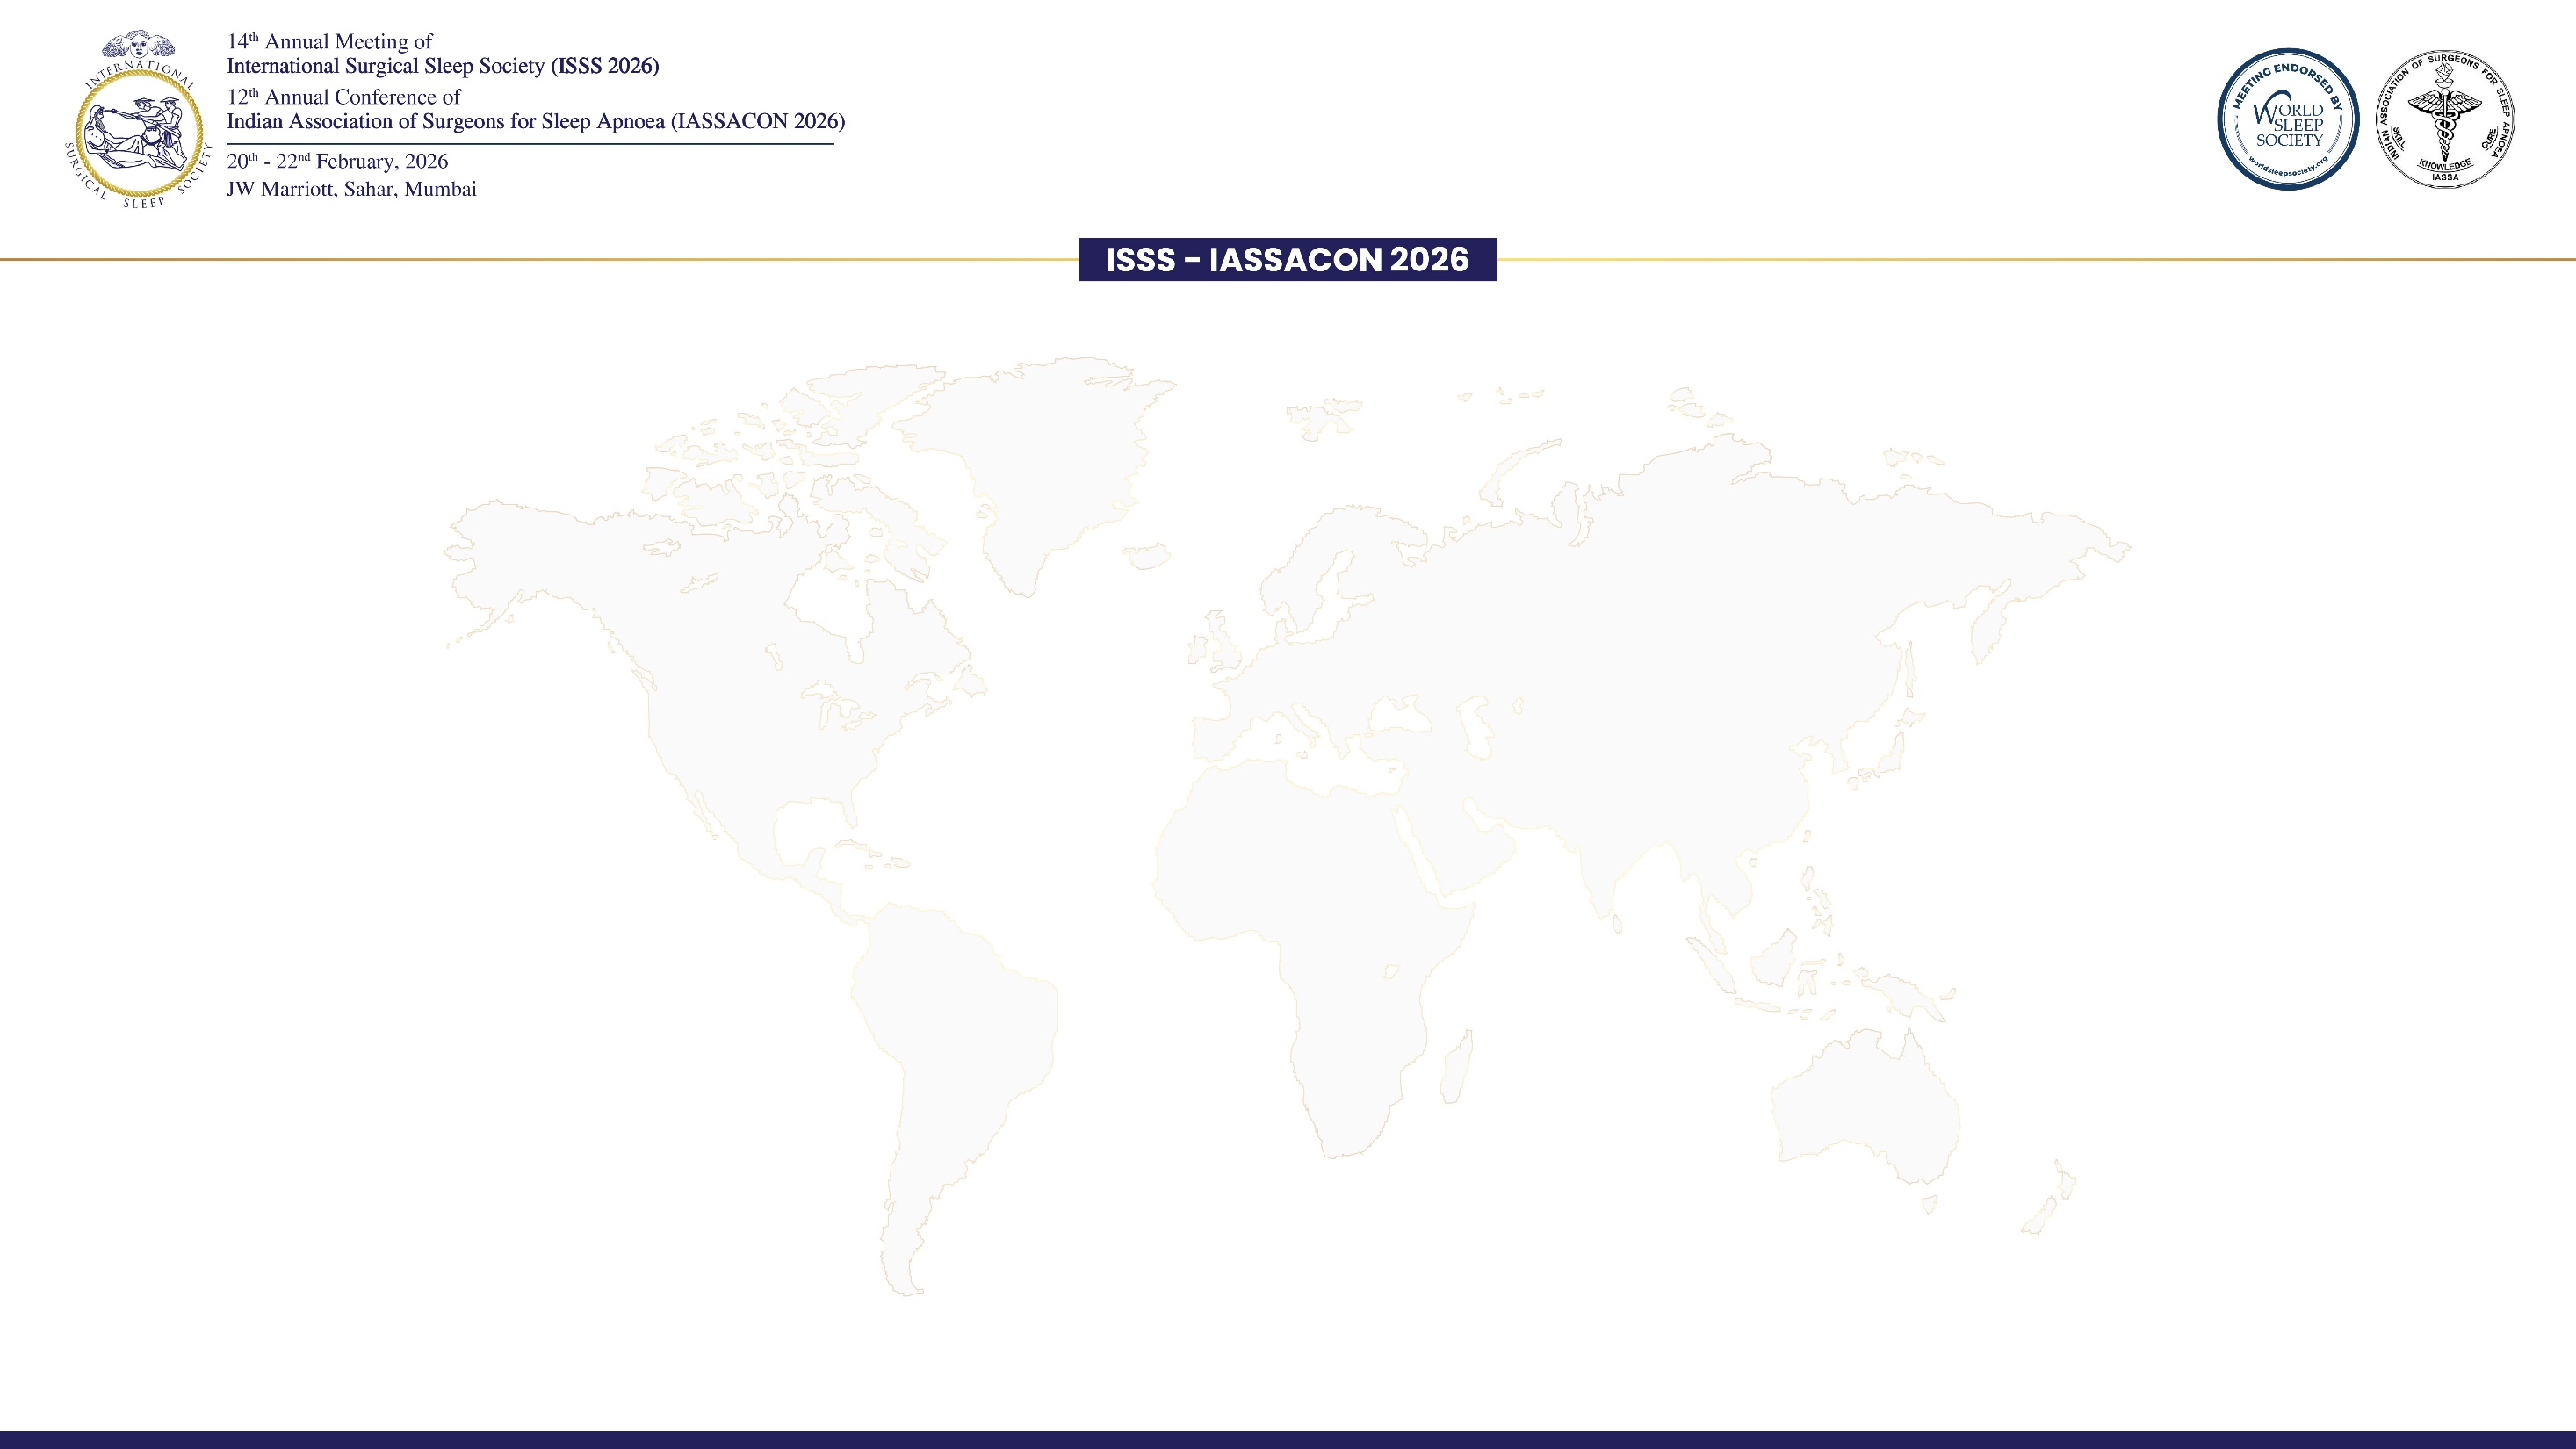 INTERNATIONAL
SURGICAL SLEEP SOCIETY
14th Annual Meeting of
International Surgical Sleep Society (ISSS 2026)
12th Annual Conference of
Indian Association of Surgeons for Sleep Apnoea (IASSACON 2026)
20th - 22nd February, 2026
JW Marriott, Sahar, Mumbai
MEETING ENDORSED BY
WORLD
SLEEP
SOCIETY
worldsleepsociety.org
INDIAN ASSOCIATION OF SURGEONS FOR SLEEP APNOEA
SKILL
KNOWLEDGE
CURE
IASSA
ISSS - IASSACON 2026